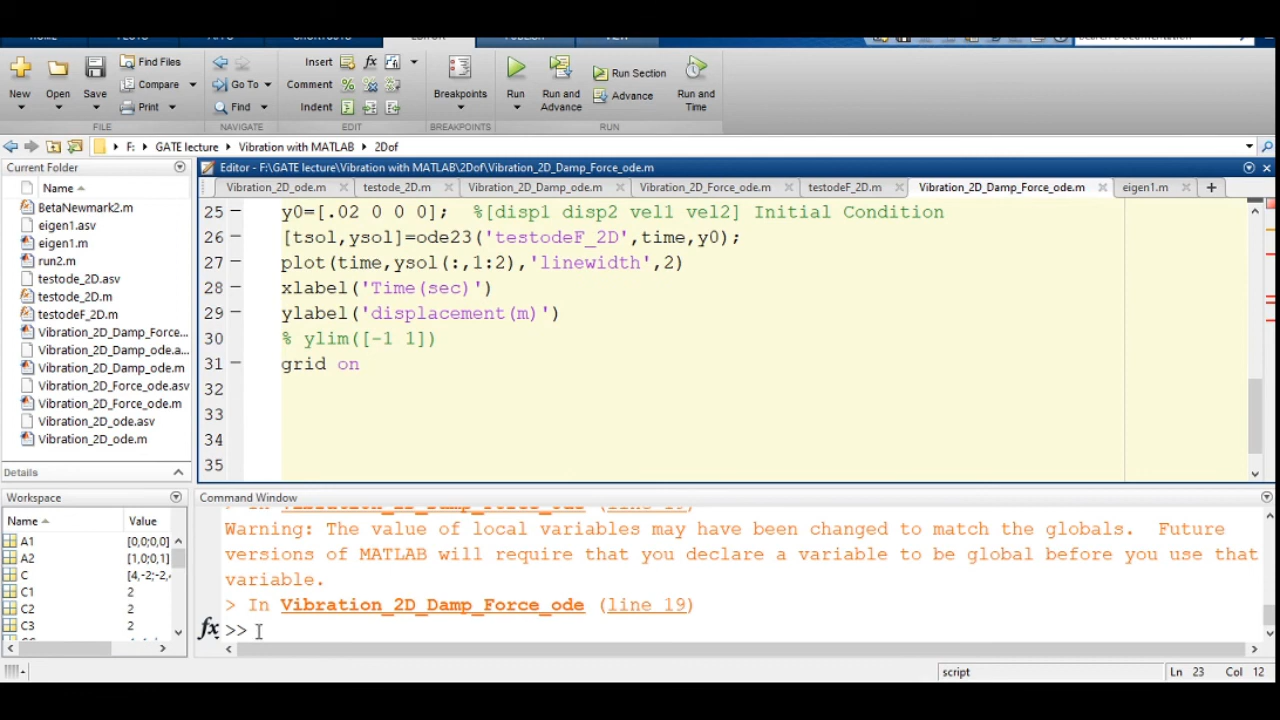 EDITOR
Insert fx
Find Files
Compare
Print
Go To
Find
Comment
Indent
New Open Save
Breakpoints
Run Run and Advance
Run Section
Advance
Run and Time
FILE NAVIGATE EDIT BREAKPOINTS RUN
F: GATE lecture Vibration with MATLAB 2Dof
Current Folder
Name
BetaNewmark2.m
eigen1.asv
eigen1.m
run2.m
testode_2D.asv
testode_2D.m
testodeF_2D.m
Vibration_2D_Damp_Force...
Vibration_2D_Damp_ode.a...
Vibration_2D_Damp_ode.m
Vibration_2D_Force_ode.asv
Vibration_2D_Force_ode.m
Vibration_2D_ode.asv
Vibration_2D_ode.m
Details
Editor - F:\GATE lecture\Vibration with MATLAB\2Dof\Vibration_2D_Damp_Force_ode.m
Vibration_2D_ode.m testode_2D.m Vibration_2D_Damp_ode.m Vibration_2D_Force_ode.m testodeF_2D.m Vibration_2D_Damp_Force_ode.m eigen1.m
25 y0=[.02 0 0 0]; %[disp1 disp2 vel1 vel2] Initial Condition
26 [tsol,ysol]=ode23('testodeF_2D',time,y0);
27 plot(time,ysol(:,1:2),'linewidth',2)
28 xlabel('Time(sec)')
29 ylabel('displacement(m)')
30 % ylim([-1 1])
31 grid on
32
33
34
35
Workspace
Name Value
A1 [0,0;0,0]
A2 [1,0;0,1]
C [4,-2;-2,
C1 2
C2 2
C3 2
Command Window
> In Vibration_2D_Damp_Force_ode (line 19)
Warning: The value of local variables may have been changed to match the globals. Future
versions of MATLAB will require that you declare a variable to be global before you use that
variable.
> In Vibration_2D_Damp_Force_ode (line 19)
fx >>
script Ln 23 Col 12